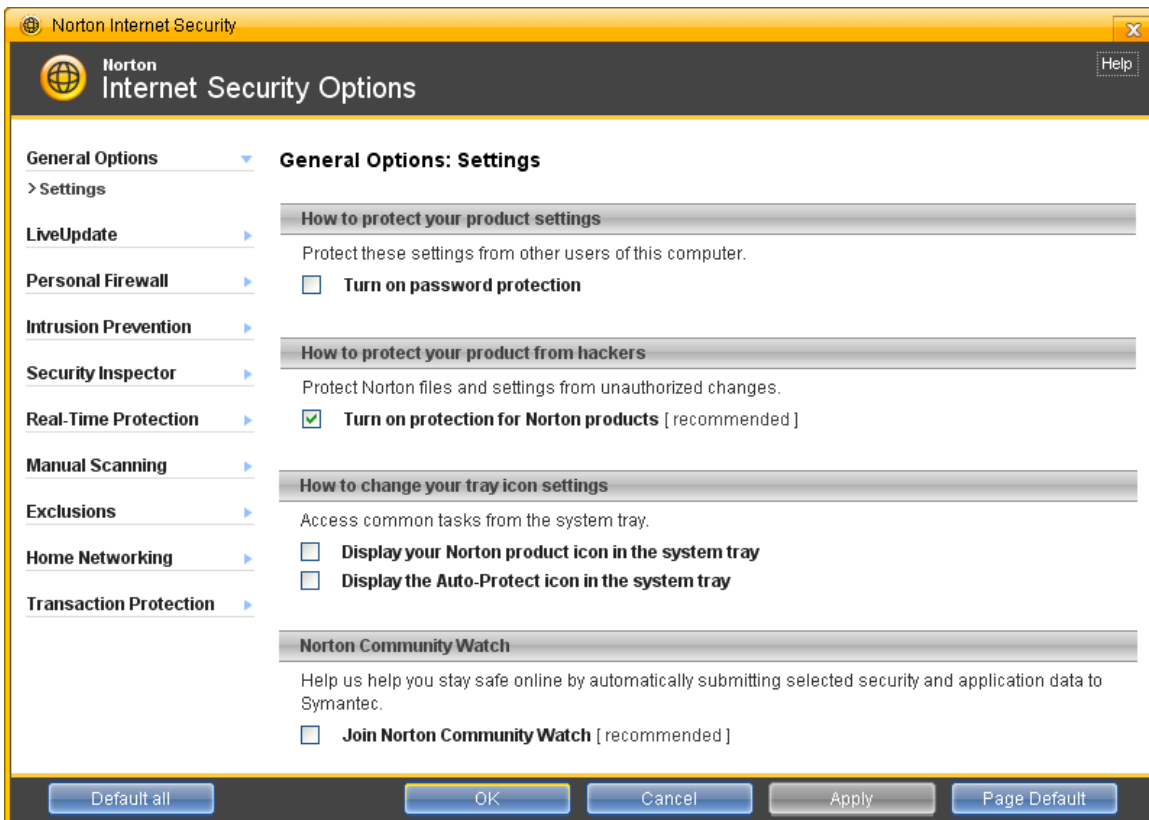 Norton Internet Security
Norton
Internet Security Options
Help
General Options
> Settings
LiveUpdate
Personal Firewall
Intrusion Prevention
Security Inspector
Real-Time Protection
Manual Scanning
Exclusions
Home Networking
Transaction Protection
General Options: Settings
How to protect your product settings
Protect these settings from other users of this computer.
Turn on password protection
How to protect your product from hackers
Protect Norton files and settings from unauthorized changes.
Turn on protection for Norton products [ recommended ]
How to change your tray icon settings
Access common tasks from the system tray.
Display your Norton product icon in the system tray
Display the Auto-Protect icon in the system tray
Norton Community Watch
Help us help you stay safe online by automatically submitting selected security and application data to
Symantec.
Join Norton Community Watch [ recommended ]
Default all
OK
Cancel
Apply
Page Default